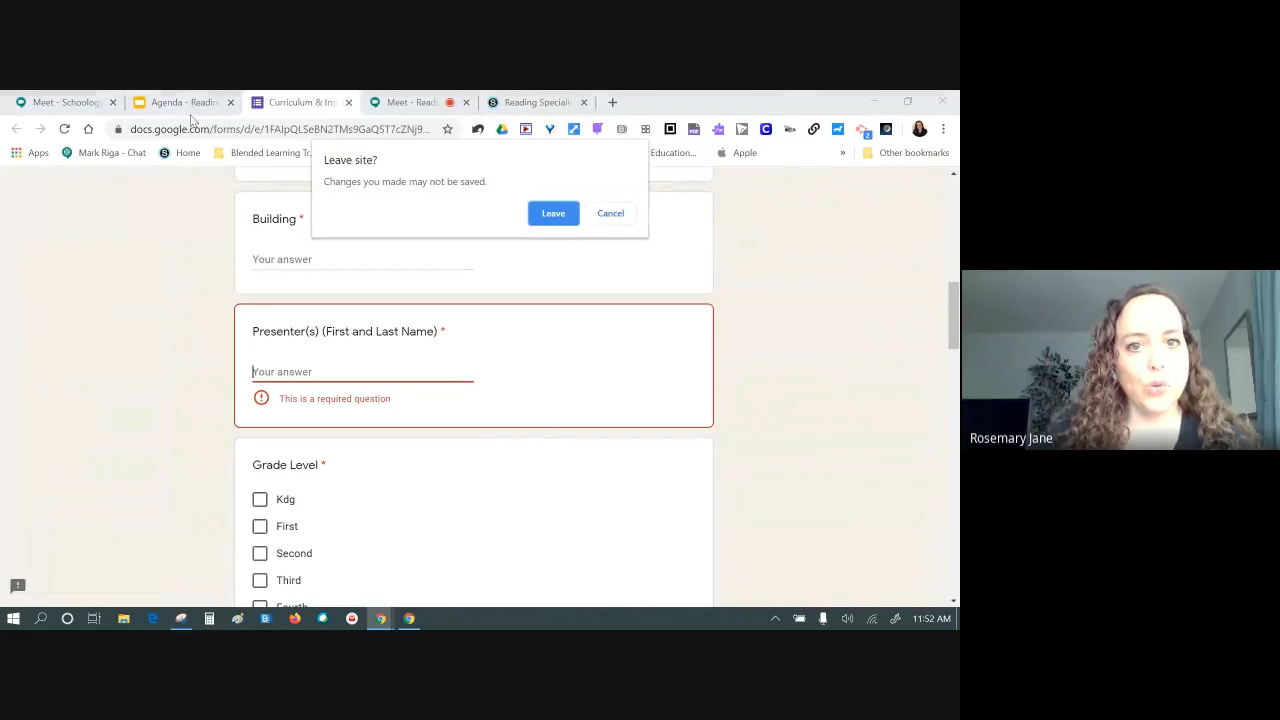 Meet - Schoology
Agenda - Readin
Curriculum & Ins
Meet - Read
Reading Speciali
docs.google.com/forms/d/e/1FAIpQLSeBN2TMs9GaQ5T7cZNj9...
Apps
Mark Riga - Chat
Home
Blended Learning Tr
Education...
Apple
»
Other bookmarks
Leave site?
Changes you made may not be saved.
Leave
Cancel
Building *
Your answer
Presenter(s) (First and Last Name) *
Your answer
This is a required question
Grade Level *
Kdg
First
Second
Third
Fourth
Rosemary Jane
11:52 AM